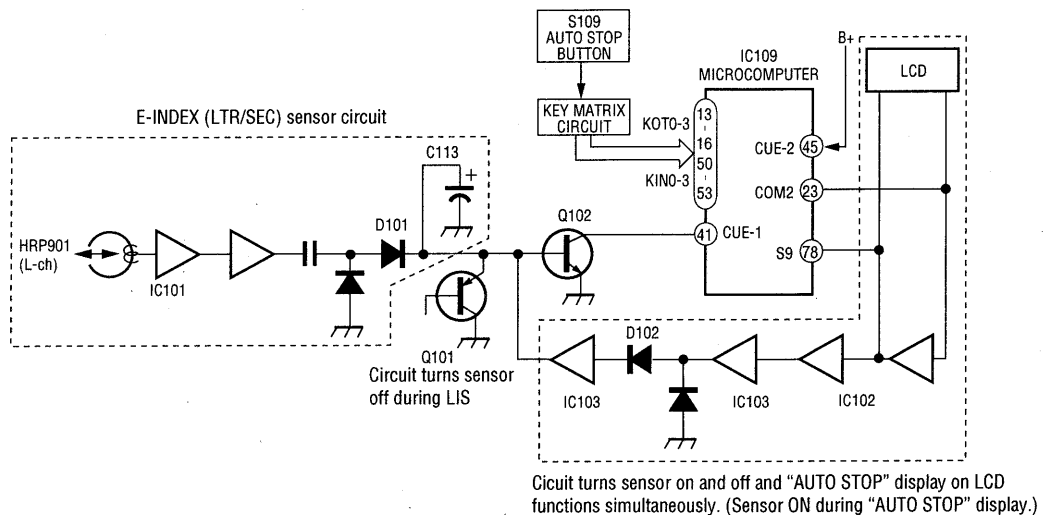 S109
AUTO STOP
BUTTON
KEY MATRIX
CIRCUIT
KOT0-3
KIN0-3
IC109
MICROCOMPUTER
13
16
50
53
CUE-2
45
COM2
23
CUE-1
41
S9
78
B+
LCD
E-INDEX (LTR/SEC) sensor circuit
C113
+
D101
HRP901
(L-ch)
IC101
Q102
Q101
Circuit turns sensor
off during LIS
D102
IC103
IC103
IC102
Cicuit turns sensor on and off and “AUTO STOP” display on LCD
functions simultaneously. (Sensor ON during “AUTO STOP” display.)